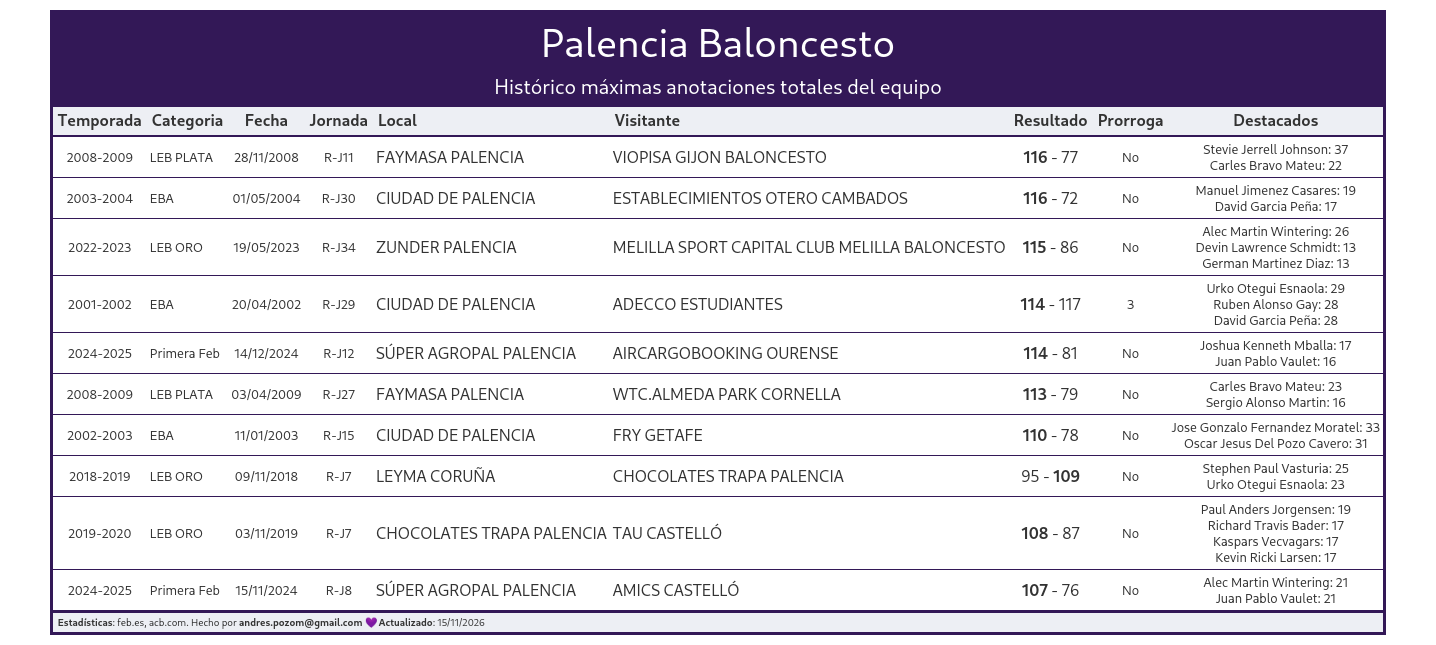 Palencia Baloncesto
Histórico máximas anotaciones totales del equipo
Temporada Categoria Fecha Jornada Local Visitante Resultado Prorroga Destacados
2008-2009 LEB PLATA 28/11/2008 R-J11 FAYMASA PALENCIA VIOPISA GIJON BALONCESTO 116 - 77 No Stevie Jerrell Johnson: 37
Carles Bravo Mateu: 22
2003-2004 EBA 01/05/2004 R-J30 CIUDAD DE PALENCIA ESTABLECIMIENTOS OTERO CAMBADOS 116 - 72 No Manuel Jimenez Casares: 19
David Garcia Peña: 17
2022-2023 LEB ORO 19/05/2023 R-J34 ZUNDER PALENCIA MELILLA SPORT CAPITAL CLUB MELILLA BALONCESTO 115 - 86 No Alec Martin Wintering: 26
Devin Lawrence Schmidt: 13
German Martinez Diaz: 13
2001-2002 EBA 20/04/2002 R-J29 CIUDAD DE PALENCIA ADECCO ESTUDIANTES 114 - 117 3 Urko Otegui Esnaola: 29
Ruben Alonso Gay: 28
David Garcia Peña: 28
2024-2025 Primera Feb 14/12/2024 R-J12 SÚPER AGROPAL PALENCIA AIRCARGOBOOKING OURENSE 114 - 81 No Joshua Kenneth Mballa: 17
Juan Pablo Vaulet: 16
2008-2009 LEB PLATA 03/04/2009 R-J27 FAYMASA PALENCIA WTC.ALMEDA PARK CORNELLA 113 - 79 No Carles Bravo Mateu: 23
Sergio Alonso Martin: 16
2002-2003 EBA 11/01/2003 R-J15 CIUDAD DE PALENCIA FRY GETAFE 110 - 78 No Jose Gonzalo Fernandez Moratel: 33
Oscar Jesus Del Pozo Cavero: 31
2018-2019 LEB ORO 09/11/2018 R-J7 LEYMA CORUÑA CHOCOLATES TRAPA PALENCIA 95 - 109 No Stephen Paul Vasturia: 25
Urko Otegui Esnaola: 23
2019-2020 LEB ORO 03/11/2019 R-J7 CHOCOLATES TRAPA PALENCIA TAU CASTELLÓ 108 - 87 No Paul Anders Jorgensen: 19
Richard Travis Bader: 17
Kaspars Vecvagars: 17
Kevin Ricki Larsen: 17
2024-2025 Primera Feb 15/11/2024 R-J8 SÚPER AGROPAL PALENCIA AMICS CASTELLÓ 107 - 76 No Alec Martin Wintering: 21
Juan Pablo Vaulet: 21
Estadísticas: feb.es, acb.com. Hecho por andres.pozom@gmail.com 💜 Actualizado: 15/11/2026